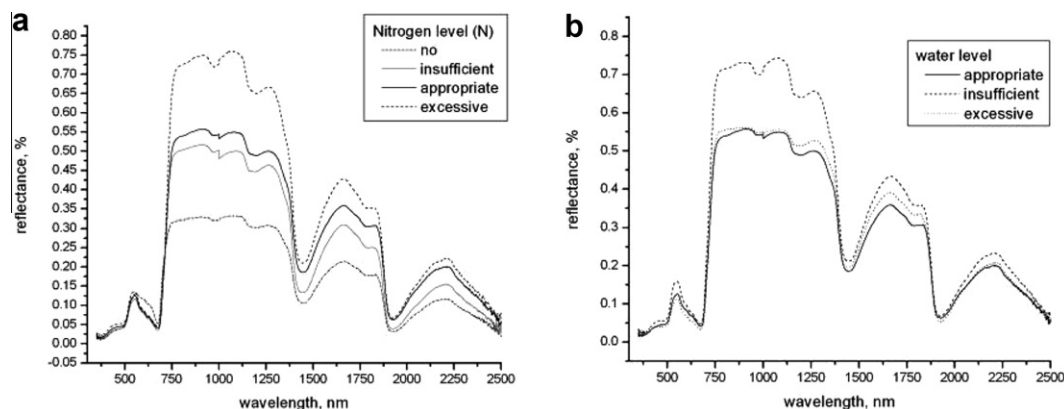 a
Nitrogen level (N)
no
insufficient
appropriate
excessive
reflectance, %
0.80
0.75
0.70
0.65
0.60
0.55
0.50
0.45
0.40
0.35
0.30
0.25
0.20
0.15
0.10
0.05
0.00
-0.05
500 750 1000 1250 1500 1750 2000 2250 2500
wavelength, nm
b
water level
appropriate
insufficient
excessive
reflectance, %
0.8
0.7
0.6
0.5
0.4
0.3
0.2
0.1
0.0
500 750 1000 1250 1500 1750 2000 2250 2500
wavelength, nm